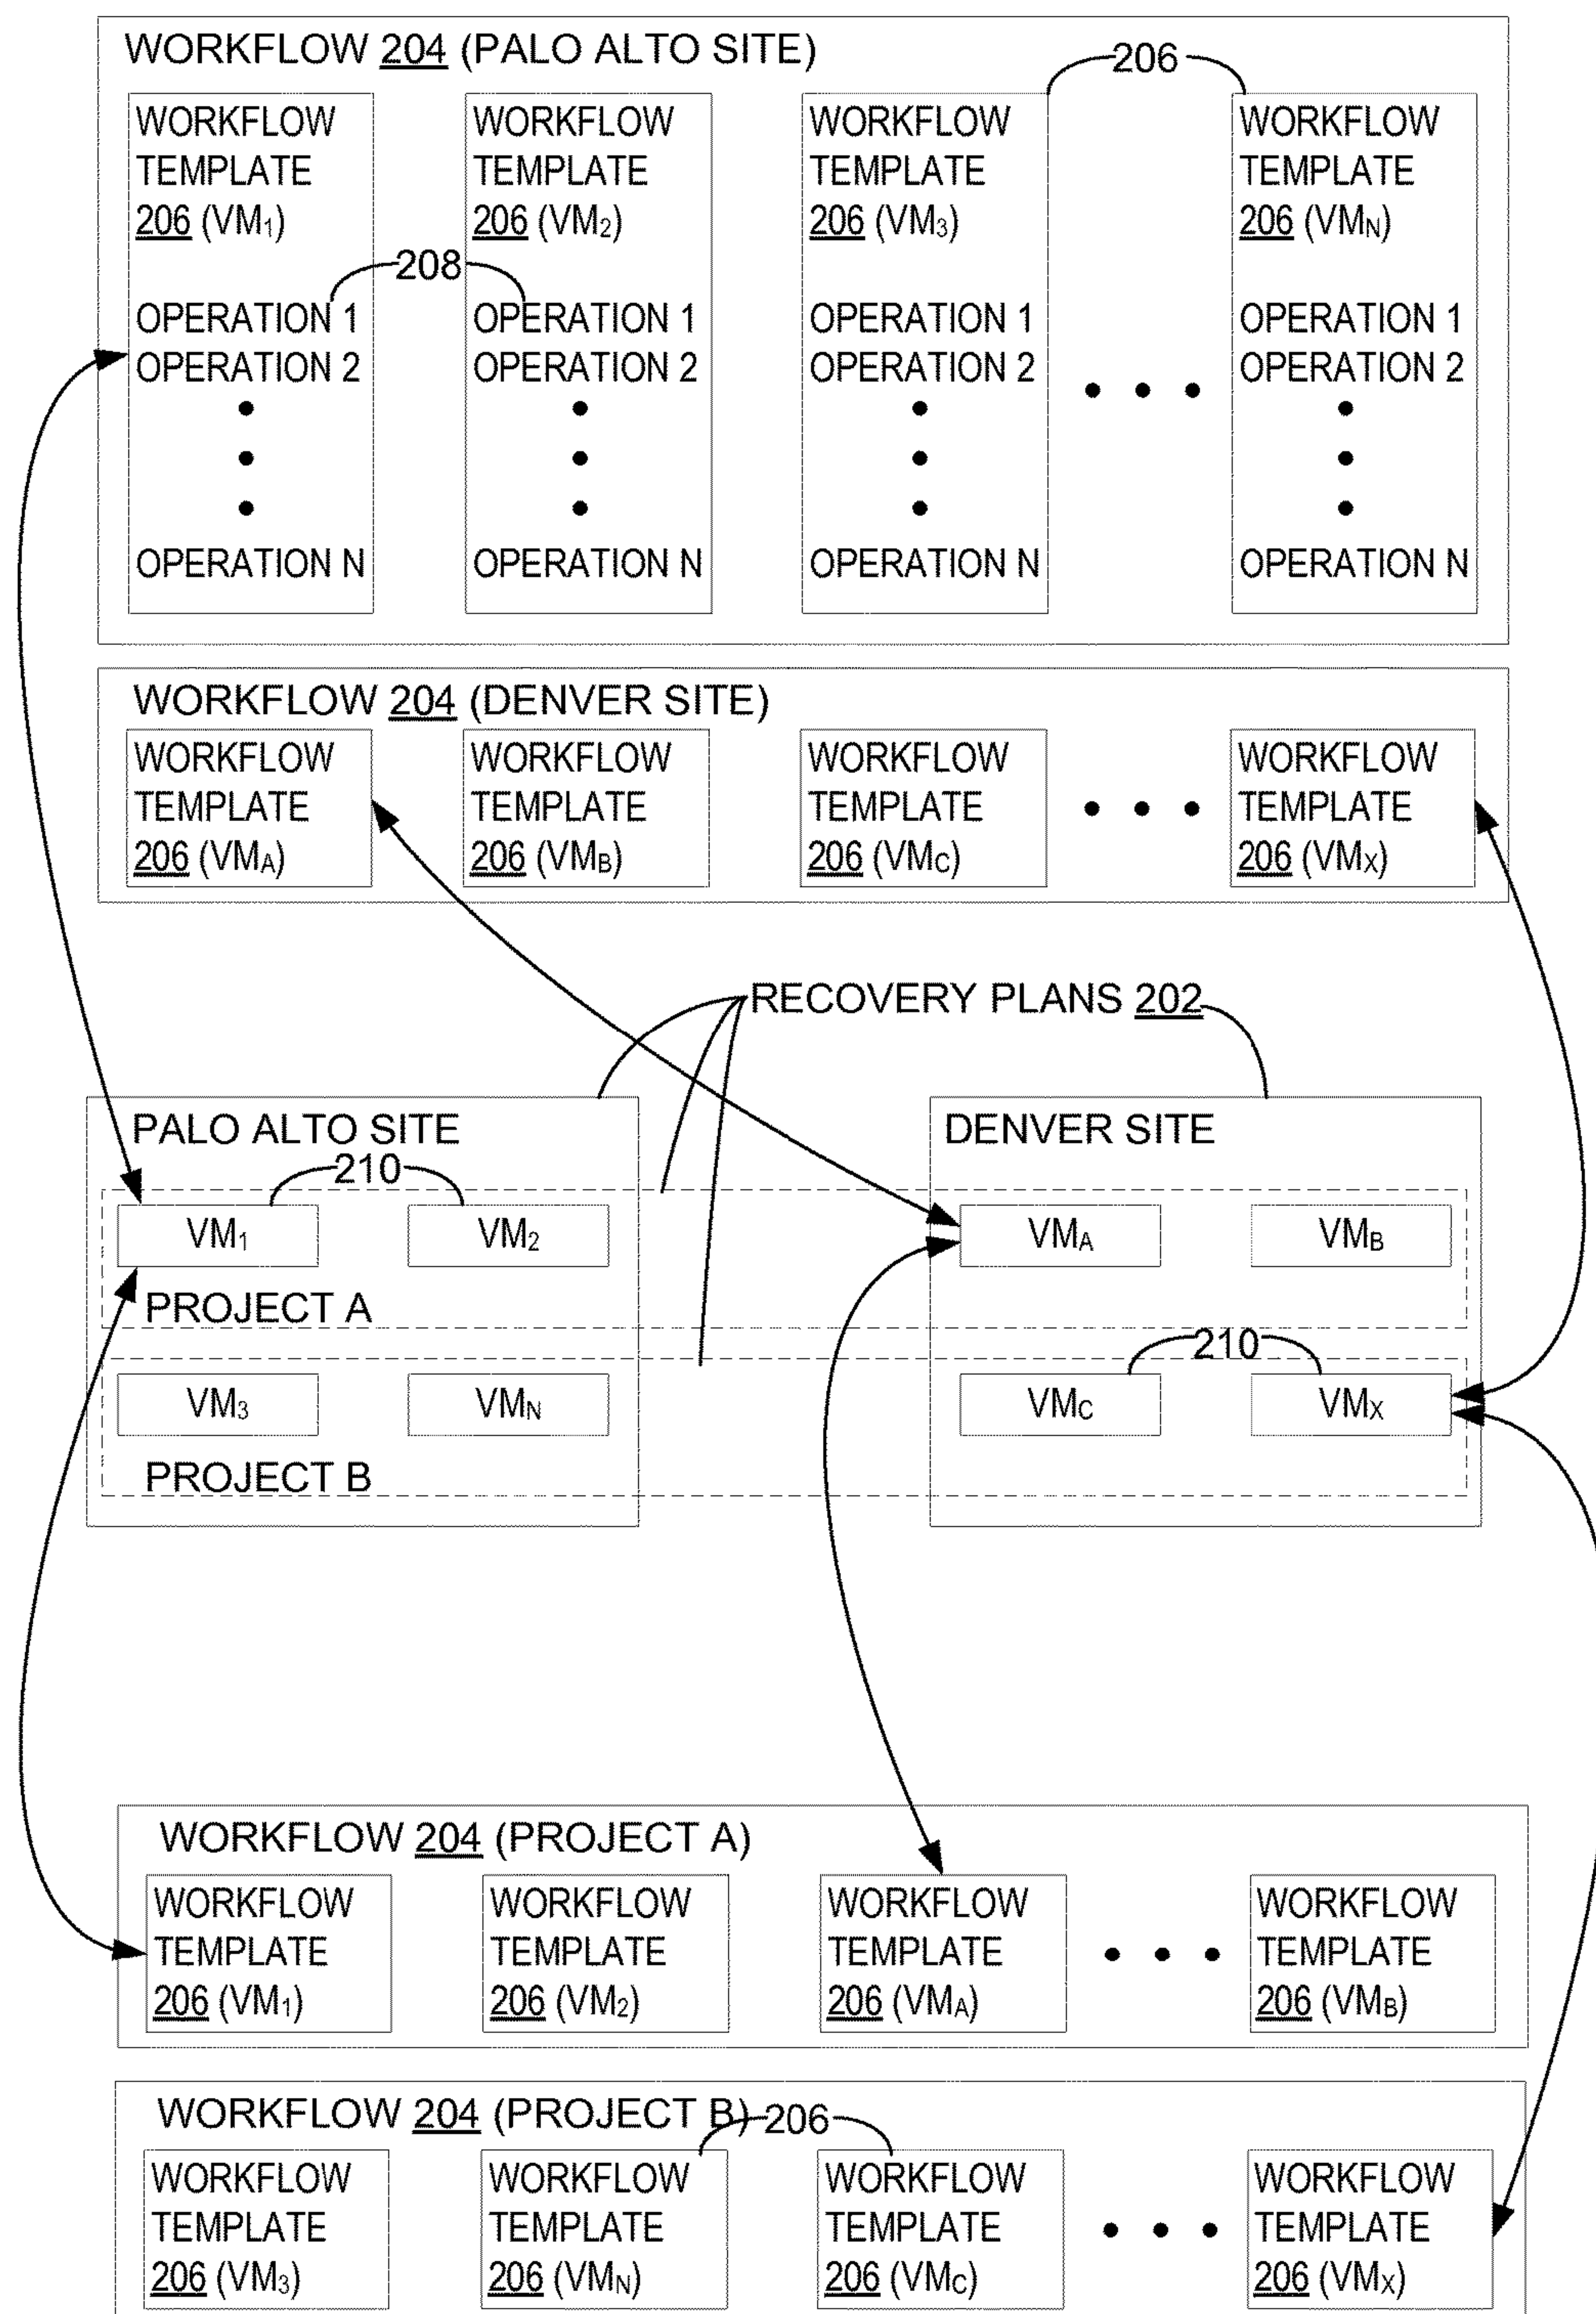 WORKFLOW 204 (PALO ALTO SITE)
206
WORKFLOW TEMPLATE 206 (VM₁)
WORKFLOW TEMPLATE 206 (VM₂)
WORKFLOW TEMPLATE 206 (VM₃)
WORKFLOW TEMPLATE 206 (VMN)
208
OPERATION 1 OPERATION 1 OPERATION 1 OPERATION 1
OPERATION 2 OPERATION 2 OPERATION 2 OPERATION 2
OPERATION N OPERATION N OPERATION N OPERATION N
WORKFLOW 204 (DENVER SITE)
WORKFLOW TEMPLATE 206 (VMA)
WORKFLOW TEMPLATE 206 (VMB)
WORKFLOW TEMPLATE 206 (VMC)
WORKFLOW TEMPLATE 206 (VMX)
RECOVERY PLANS 202
PALO ALTO SITE
210
VM₁ VM₂
PROJECT A
VM₃ VMN
PROJECT B
DENVER SITE
VMA VMB
210
VMC VMX
WORKFLOW 204 (PROJECT A)
WORKFLOW TEMPLATE 206 (VM₁)
WORKFLOW TEMPLATE 206 (VM₂)
WORKFLOW TEMPLATE 206 (VMA)
WORKFLOW TEMPLATE 206 (VMB)
WORKFLOW 204 (PROJECT B)
206
WORKFLOW TEMPLATE 206 (VM₃)
WORKFLOW TEMPLATE 206 (VMN)
WORKFLOW TEMPLATE 206 (VMC)
WORKFLOW TEMPLATE 206 (VMX)